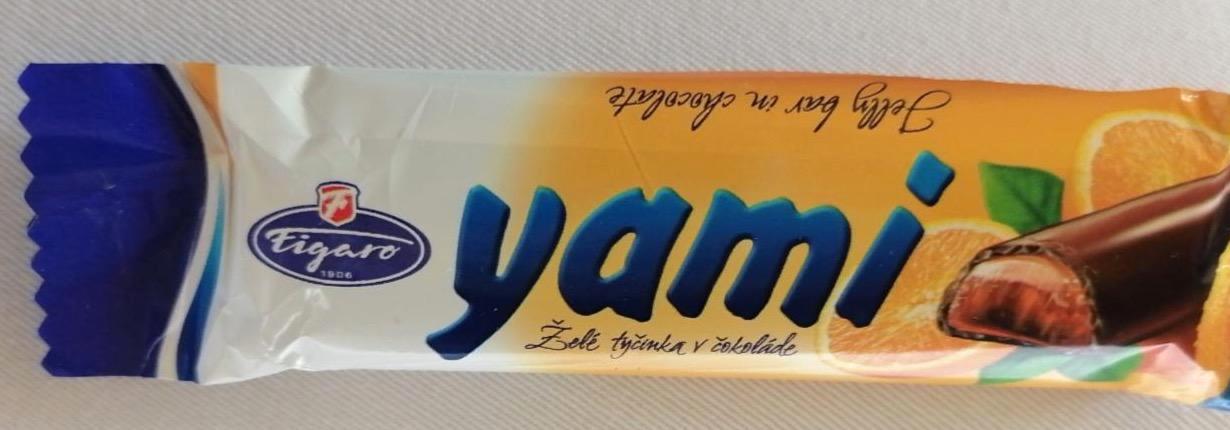 Jelly bar in chocolate
F
Figaro
1906
yami
Želé tyčinka v čokoláde